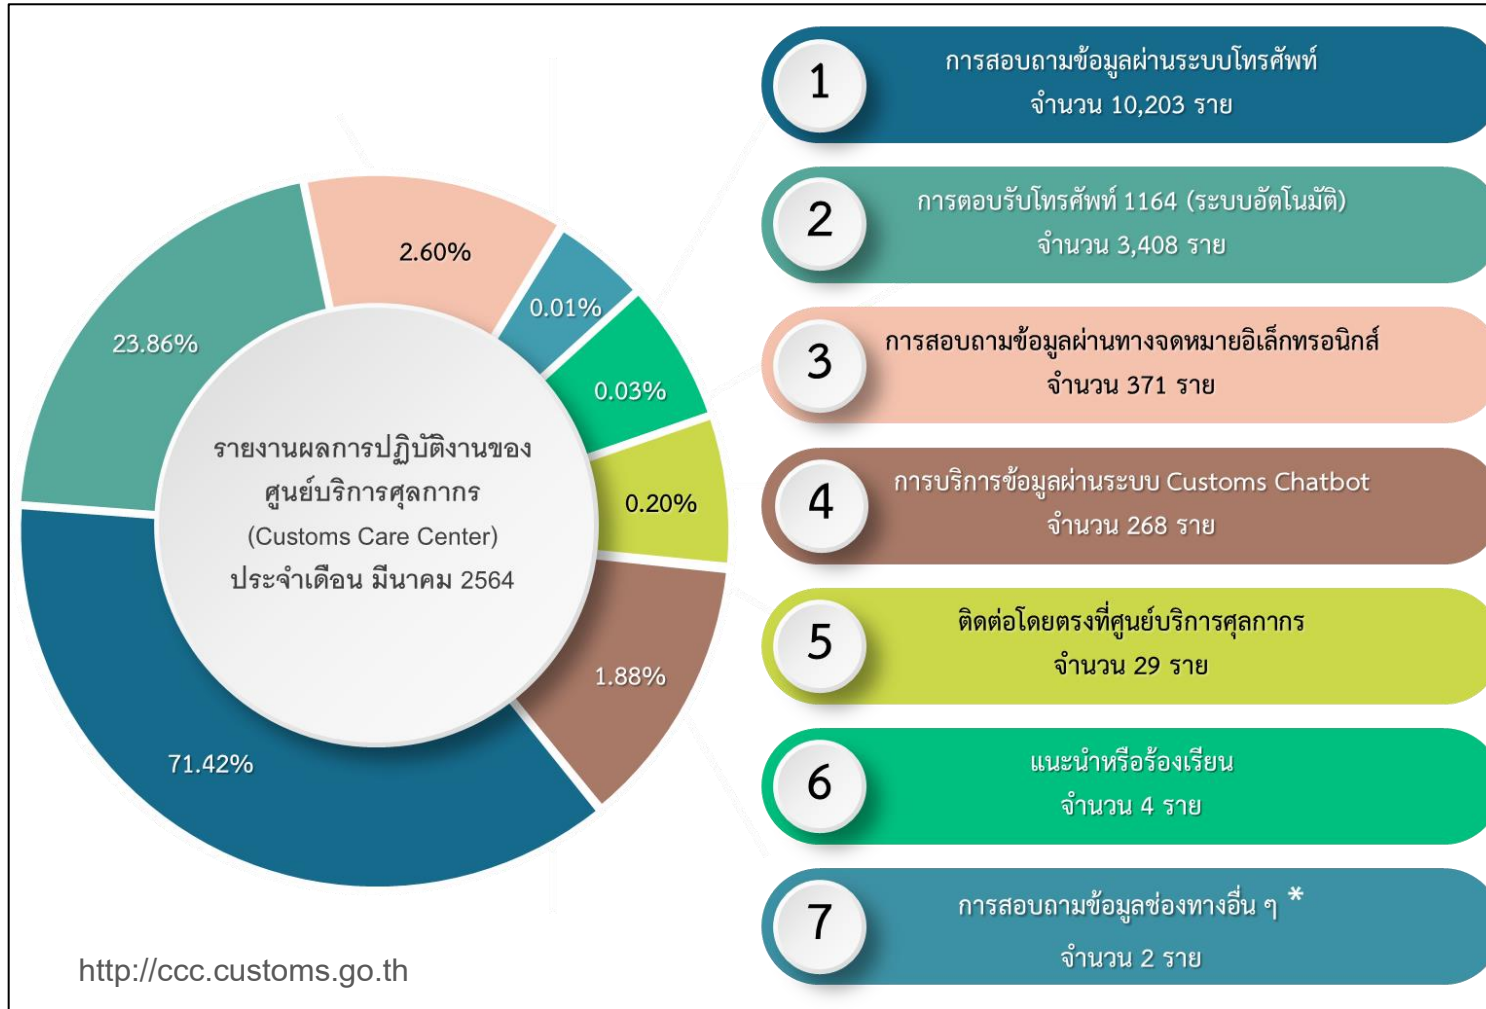 2.60%
0.01%
23.86%
0.03%
0.20%
1.88%
71.42%
รายงานผลการปฏิบัติงานของ
ศูนย์บริการศุลกากร
(Customs Care Center)
ประจำเดือน มีนาคม 2564
http://ccc.customs.go.th
1
การสอบถามข้อมูลผ่านระบบโทรศัพท์
จำนวน 10,203 ราย
2
การตอบรับโทรศัพท์ 1164 (ระบบอัตโนมัติ)
จำนวน 3,408 ราย
3
การสอบถามข้อมูลผ่านทางจดหมายอิเล็กทรอนิกส์
จำนวน 371 ราย
4
การบริการข้อมูลผ่านระบบ Customs Chatbot
จำนวน 268 ราย
5
ติดต่อโดยตรงที่ศูนย์บริการศุลกากร
จำนวน 29 ราย
6
แนะนำหรือร้องเรียน
จำนวน 4 ราย
7
การสอบถามข้อมูลช่องทางอื่น ๆ *
จำนวน 2 ราย